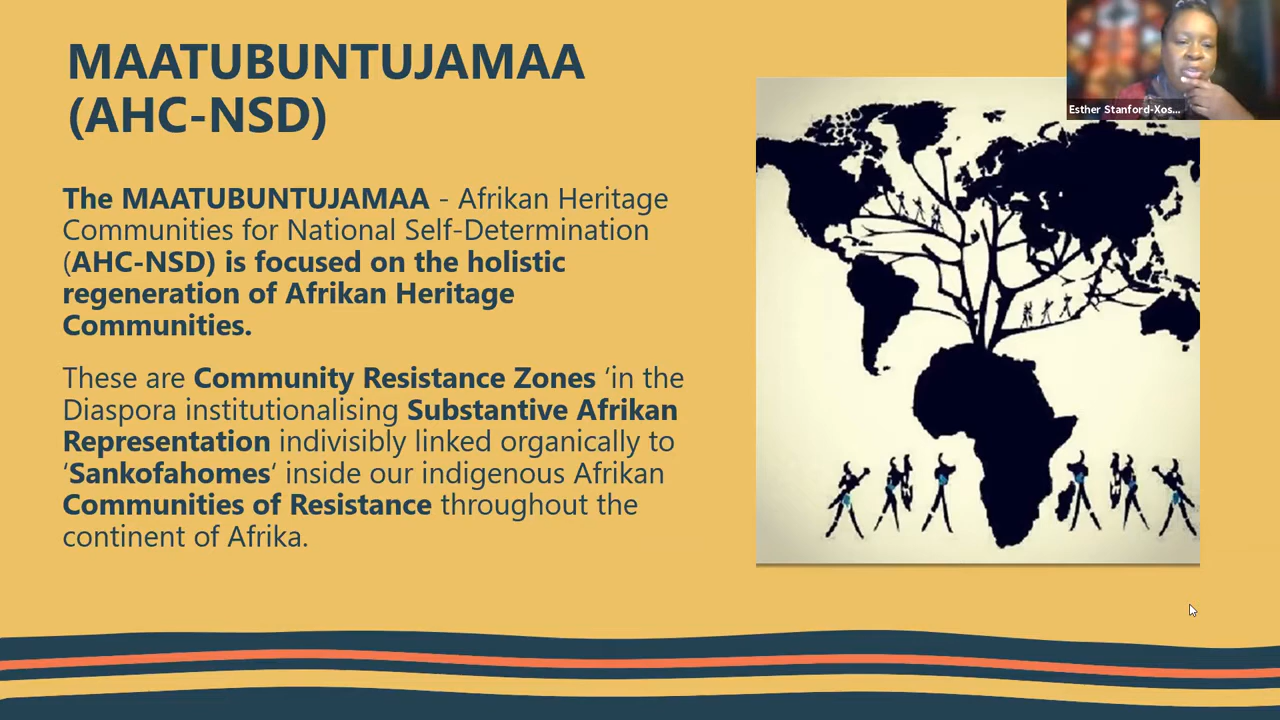 MAATUBUNTUJAMAA
(AHC-NSD)
The MAATUBUNTUJAMAA - Afrikan Heritage
Communities for National Self-Determination
(AHC-NSD) is focused on the holistic
regeneration of Afrikan Heritage
Communities.
These are Community Resistance Zones ‘in the
Diaspora institutionalising Substantive Afrikan
Representation indivisibly linked organically to
‘Sankofahomes‘ inside our indigenous Afrikan
Communities of Resistance throughout the
continent of Afrika.
Esther Stanford-Xos...